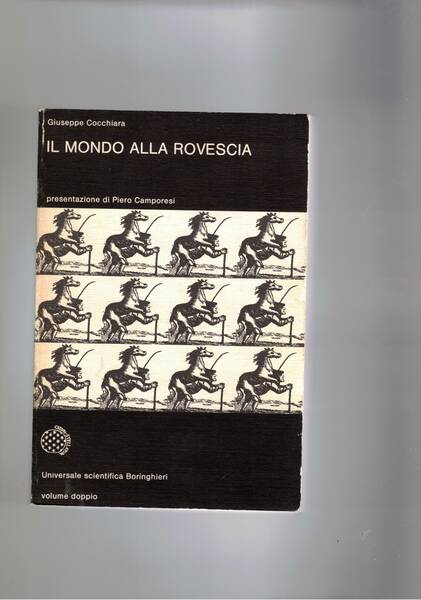 Giuseppe Cocchiara
IL MONDO ALLA ROVESCIA
presentazione di Piero Camporesi
Universale scientifica Boringhieri
volume doppio